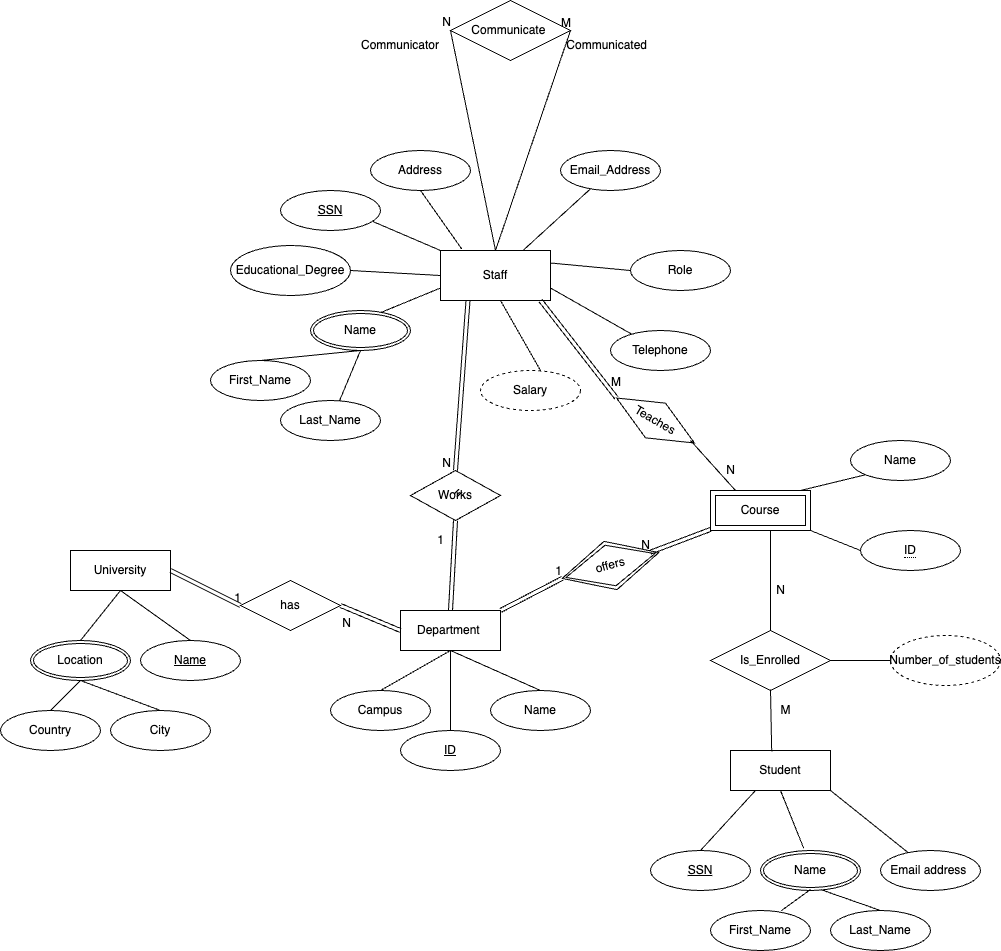 N
M
Communicate
Communicator
Communicated
Address
Email_Address
SSN
Educational_Degree
Staff
Role
Name
Telephone
First_Name
Salary
M
Last_Name
Teaches
N
N
Name
Works
Course
1
N
ID
University
1
offers
1
has
N
Department
N
Location
Name
Is_Enrolled
Number_of_students
Country
City
Campus
Name
M
ID
Student
SSN
Name
Email address
First_Name
Last_Name